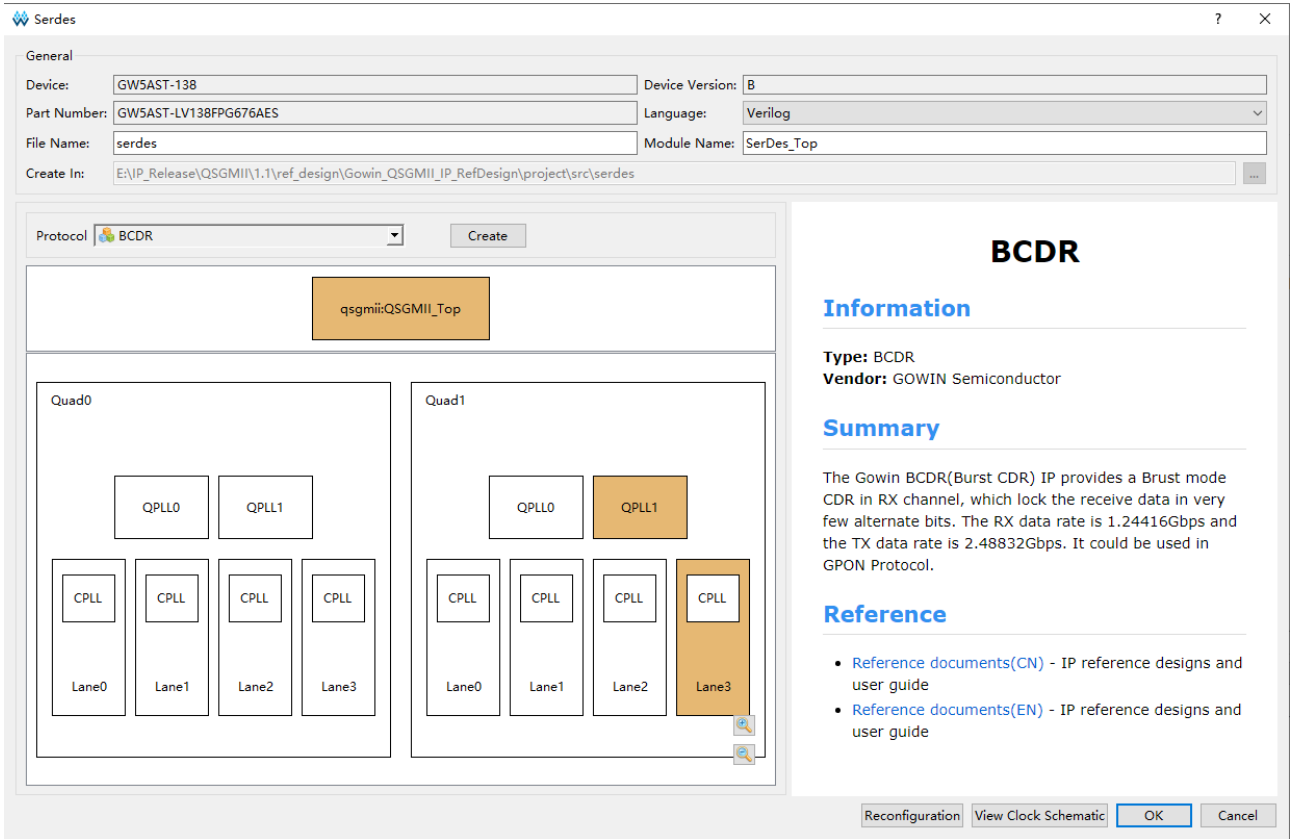 Serdes
?
General
Device: GW5AST-138 Device Version: B
Part Number: GW5AST-LV138FPG676AES Language: Verilog
File Name: serdes Module Name: SerDes_Top
Create In: E:\IP_Release\QSGMII\1.1\ref_design\Gowin_QSGMII_IP_RefDesign\project\src\serdes ...
Protocol BCDR Create
qsgmii:QSGMII_Top
Quad0 Quad1
QPLL0 QPLL1 QPLL0 QPLL1
CPLL CPLL CPLL CPLL CPLL CPLL CPLL CPLL
Lane0 Lane1 Lane2 Lane3 Lane0 Lane1 Lane2 Lane3
BCDR
Information
Type: BCDR
Vendor: GOWIN Semiconductor
Summary
The Gowin BCDR(Burst CDR) IP provides a Brust mode
CDR in RX channel, which lock the receive data in very
few alternate bits. The RX data rate is 1.24416Gbps and
the TX data rate is 2.48832Gbps. It could be used in
GPON Protocol.
Reference
• Reference documents(CN) - IP reference designs and
user guide
• Reference documents(EN) - IP reference designs and
user guide
Reconfiguration View Clock Schematic OK Cancel